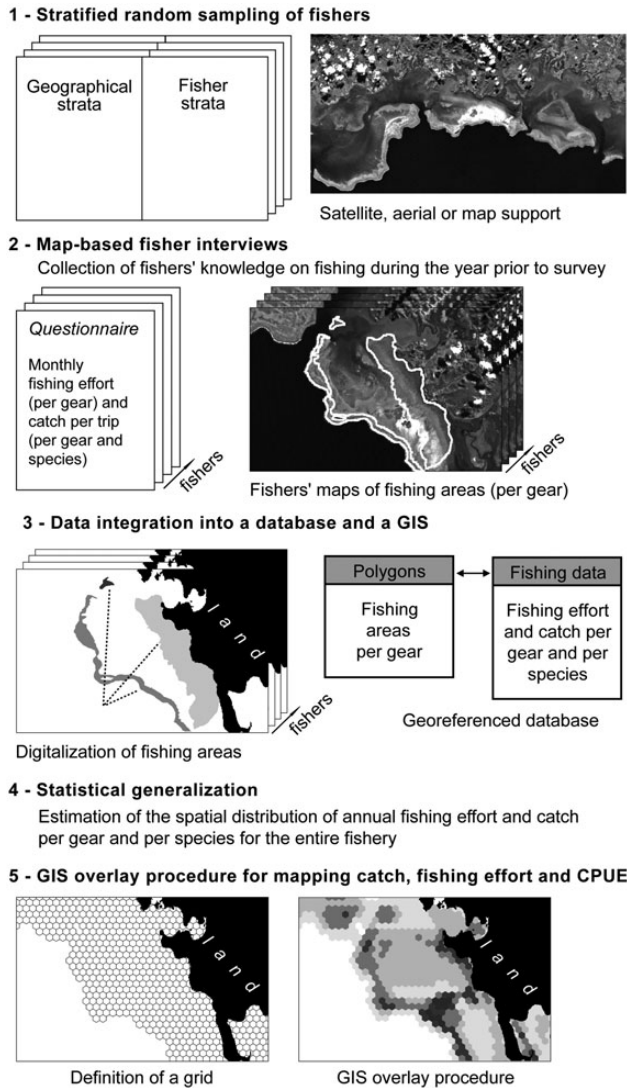 1 - Stratified random sampling of fishers
Geographical
strata
Fisher
strata
Satellite, aerial or map support
2 - Map-based fisher interviews
Collection of fishers' knowledge on fishing during the year prior to survey
Questionnaire
Monthly
fishing effort
(per gear) and
catch per trip
(per gear and
species)
fishers
fishers
Fishers' maps of fishing areas (per gear)
3 - Data integration into a database and a GIS
land
fishers
Digitalization of fishing areas
Polygons
Fishing
areas
per gear
Fishing data
Fishing effort
and catch per
gear and per
species
Georeferenced database
4 - Statistical generalization
Estimation of the spatial distribution of annual fishing effort and catch
per gear and per species for the entire fishery
5 - GIS overlay procedure for mapping catch, fishing effort and CPUE
land
land
Definition of a grid
GIS overlay procedure